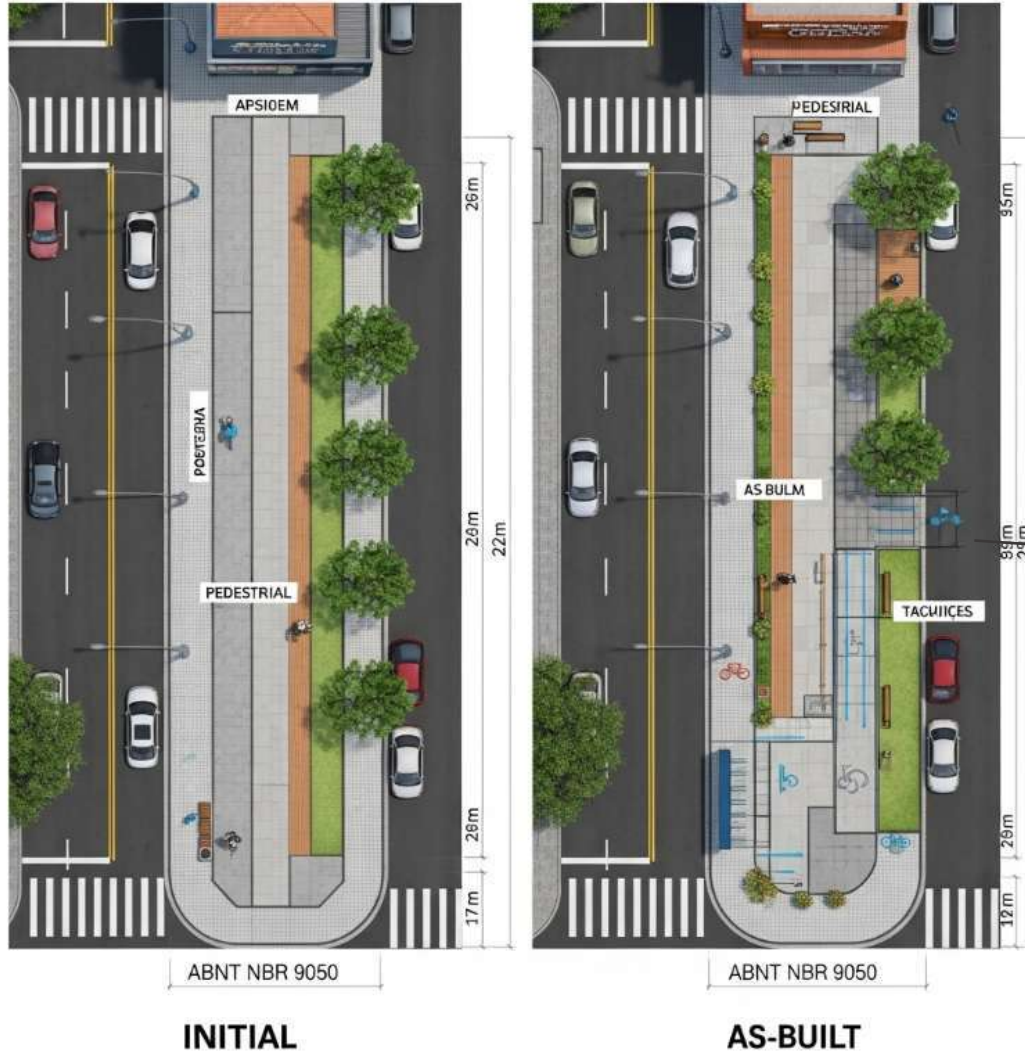 APSIOEM
26m
26m
22m
PEDESTRIAL
28m
17m
ABNT NBR 9050
INITIAL
PEDESIRIAL
95m
AS BULM
29m
12m
ABNT NBR 9050
AS-BUILT